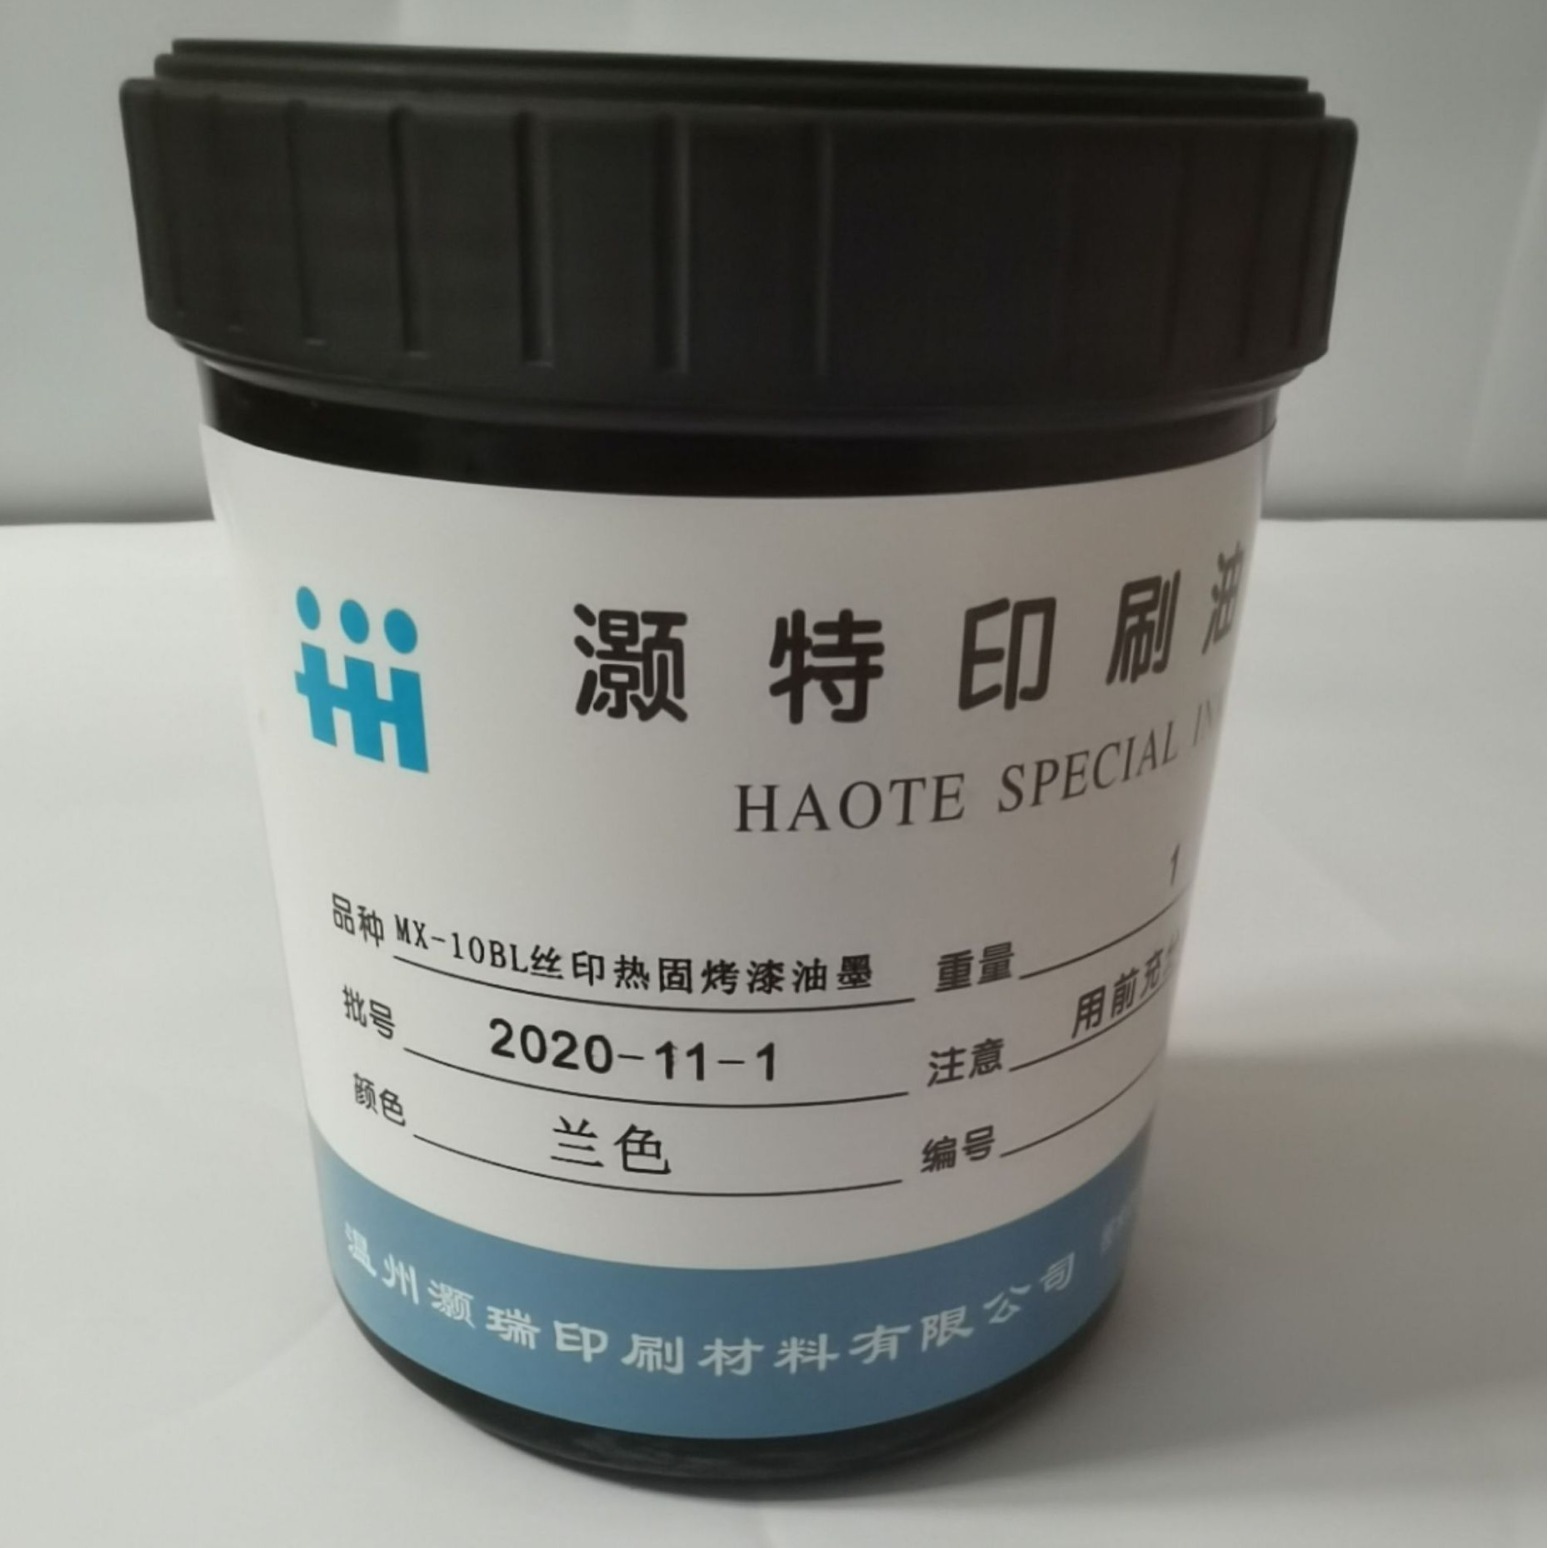 灏特印刷油
HAOTE SPECIAL IN
品种 MX-10BL丝印热固烤漆油墨 重量 1
批号 2020-11-1 注意 用前充
颜色 兰色 编号
温州灏瑞印刷材料有限公司